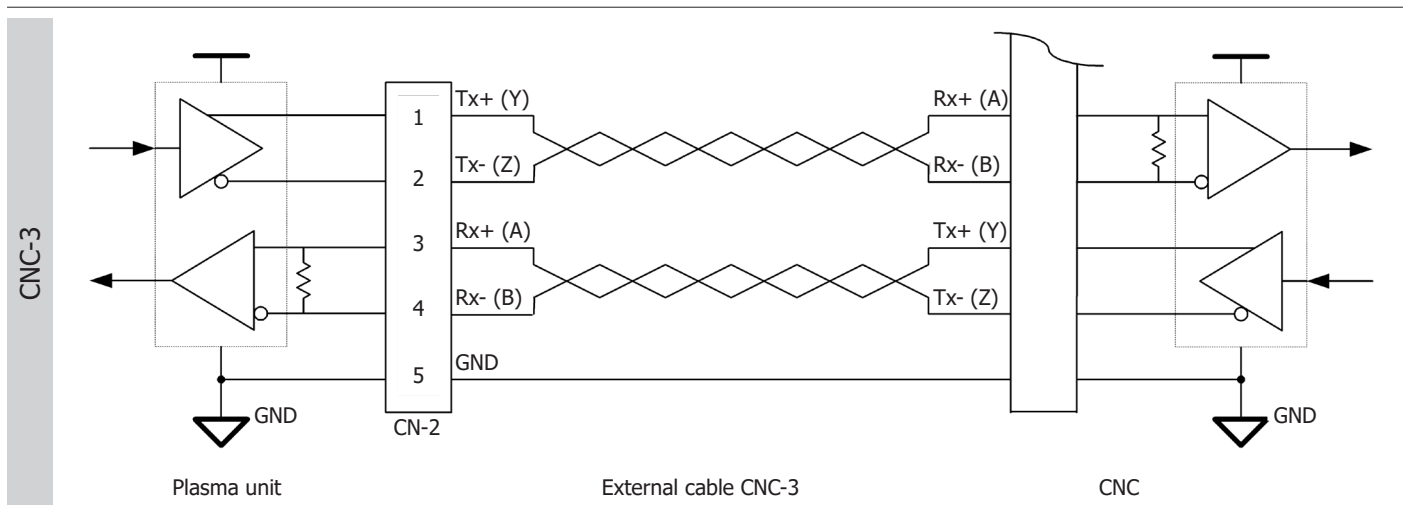 CNC-3
Tx+ (Y)
Rx+ (A)
1
Tx- (Z)
Rx- (B)
2
Rx+ (A)
Tx+ (Y)
3
Rx- (B)
Tx- (Z)
4
GND
5
GND
CN-2
GND
Plasma unit
External cable CNC-3
CNC